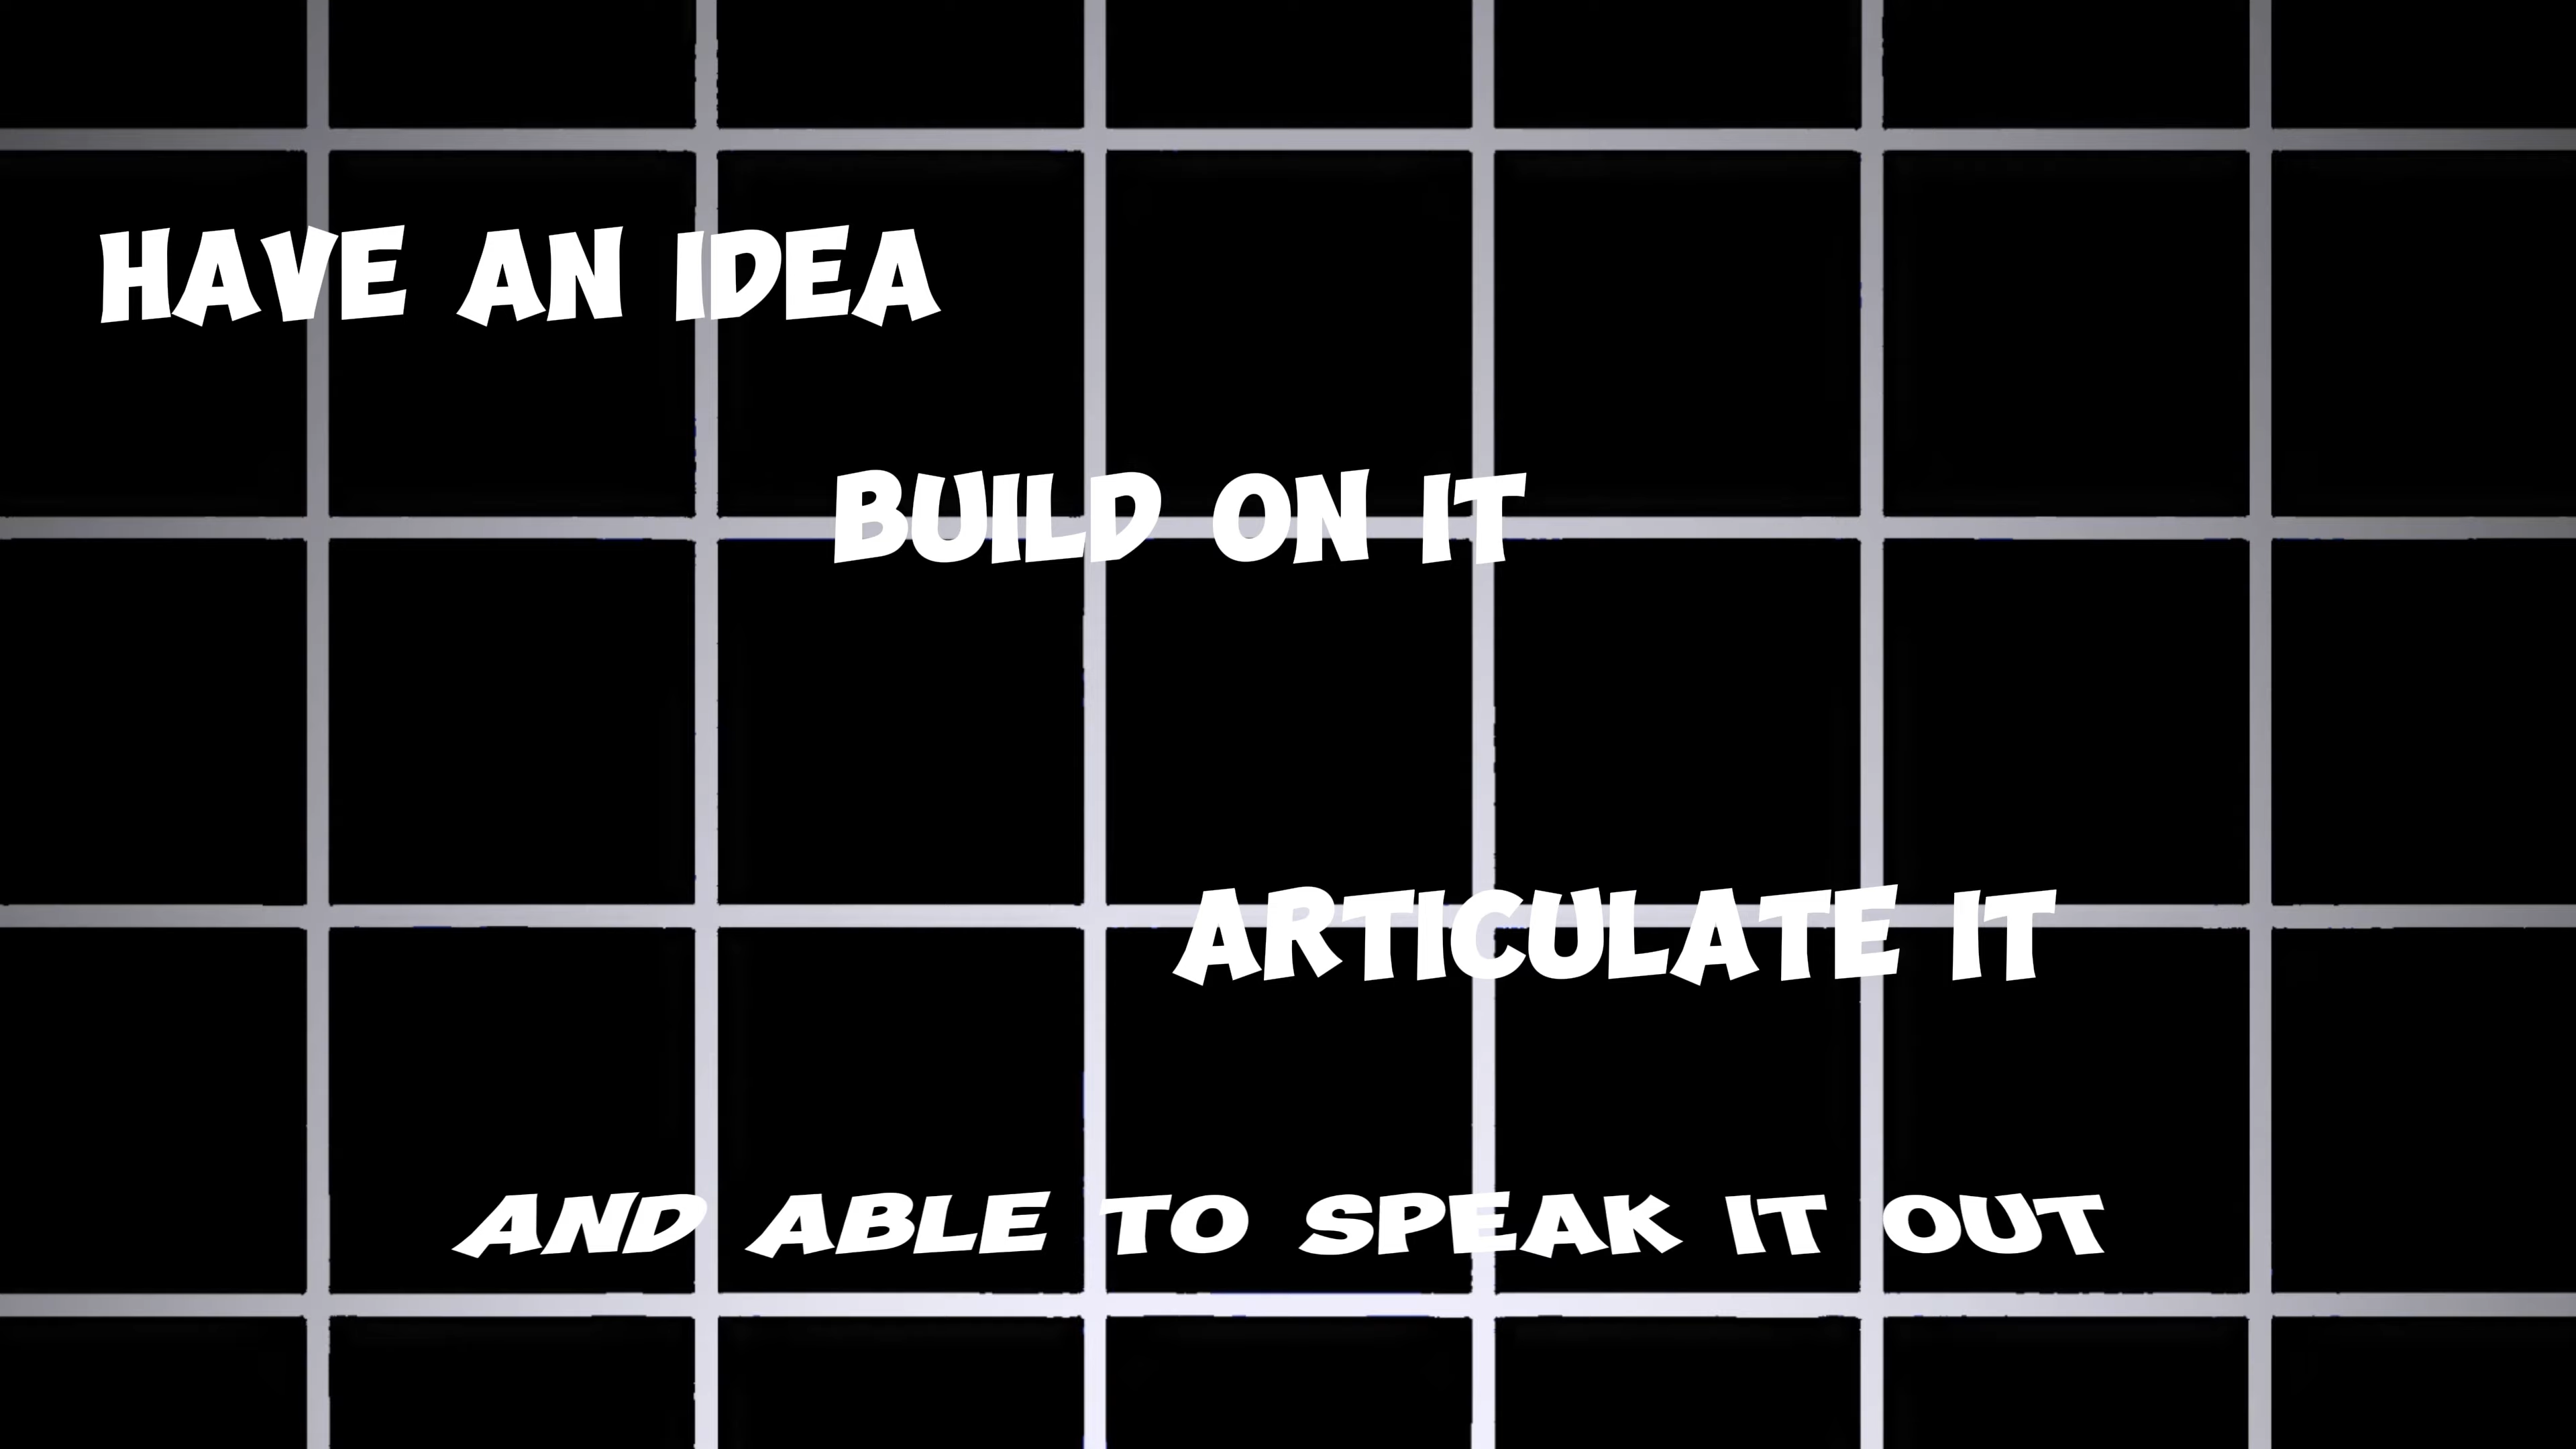 HAVE AN IDEA
BUILD ON IT
ARTICULATE IT
AND ABLE TO SPEAK IT OUT